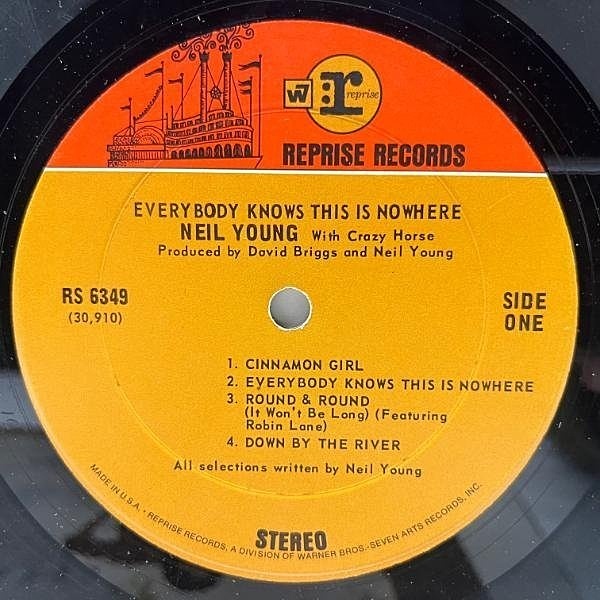 W7 r reprise
REPRISE RECORDS
EVERYBODY KNOWS THIS IS NOWHERE
NEIL YOUNG With Crazy Horse
Produced by David Briggs and Neil Young
RS 6349
(30,910)
SIDE
ONE
1. CINNAMON GIRL
2. EVERYBODY KNOWS THIS IS NOWHERE
3. ROUND & ROUND
(It Won't Be Long) (Featuring
Robin Lane)
4. DOWN BY THE RIVER
All selections written by Neil Young
STEREO
MADE IN U.S.A. • REPRISE RECORDS, A DIVISION OF WARNER BROS.-SEVEN ARTS RECORDS, INC.